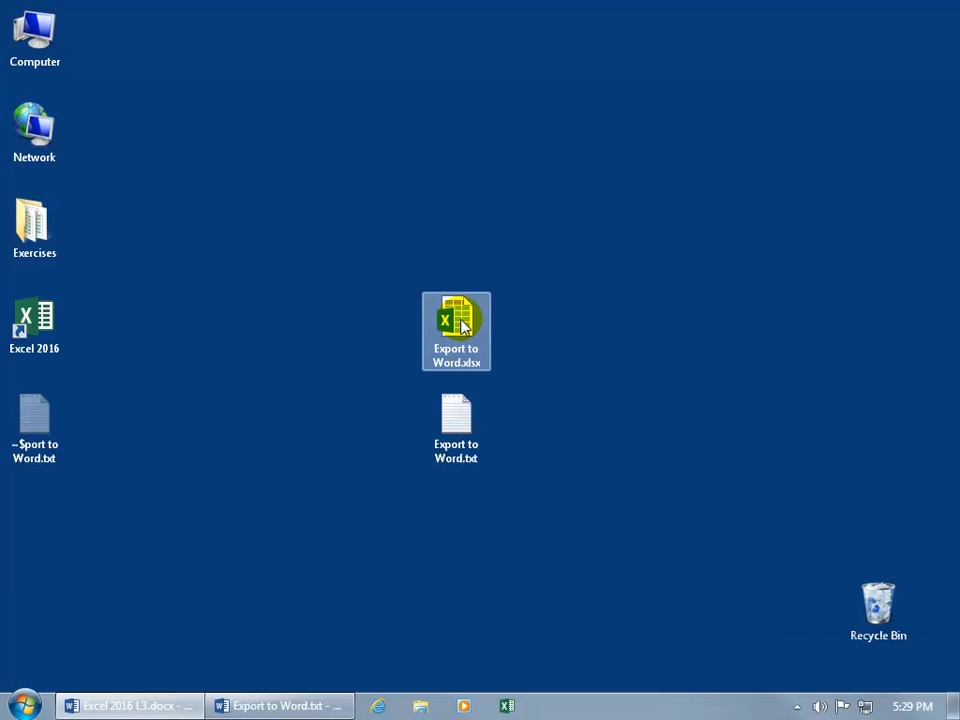 Computer
Network
Exercises
Excel 2016
~$port to
Word.txt
Export to
Word.xlsx
Export to
Word.txt
Recycle Bin
Excel 2016 L3.docx - ...
Export to Word.txt - ...
5:29 PM